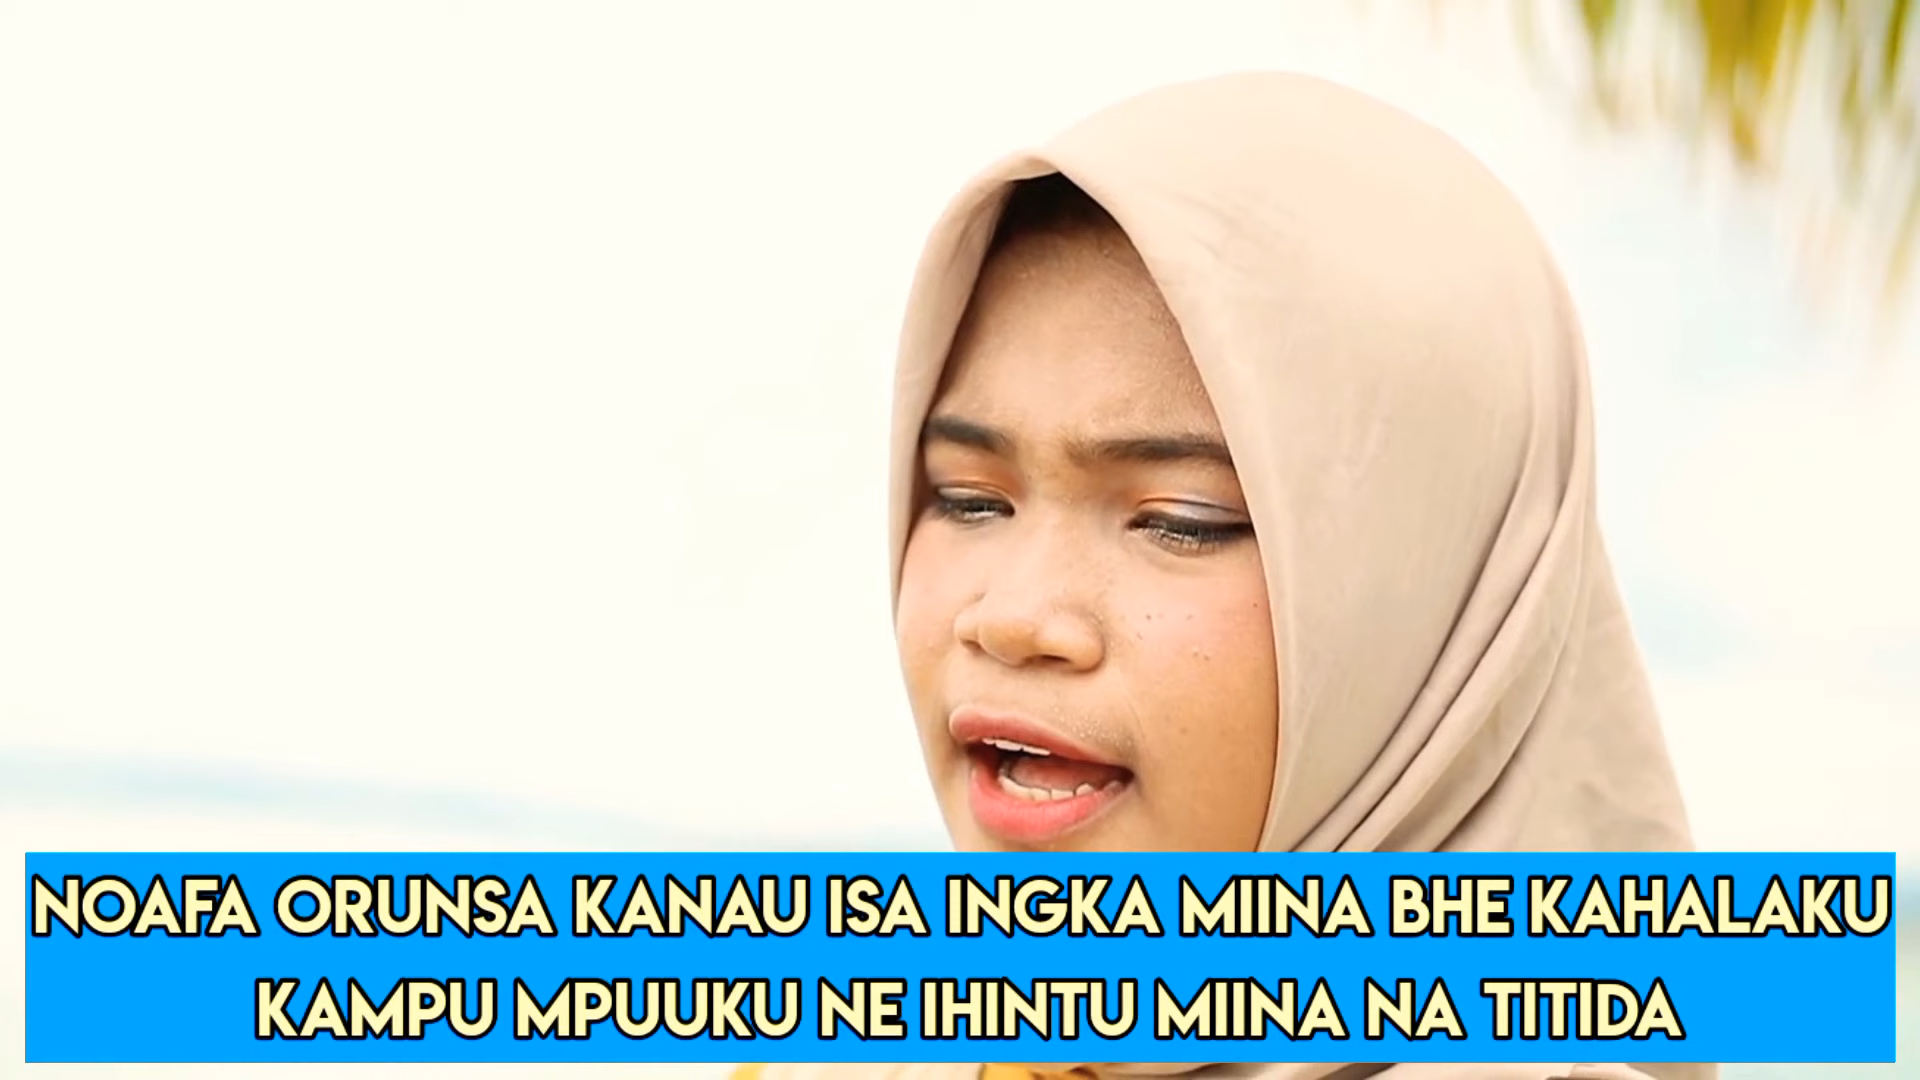 NOAFA ORUNSA KANAU ISA INGKA MIINA BHE KAHALAKU
KAMPU MPUUKU NE IHINTU MIINA NA TITIDA